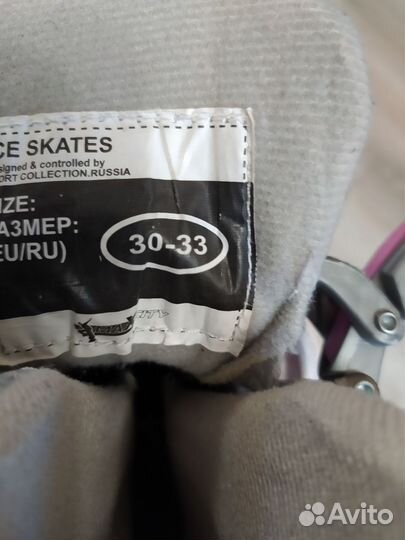 CE SKATES
signed & controlled by
ORT COLLECTION.RUSSIA
IZE:
АЗМЕР:
EU/RU)
30-33
Avito